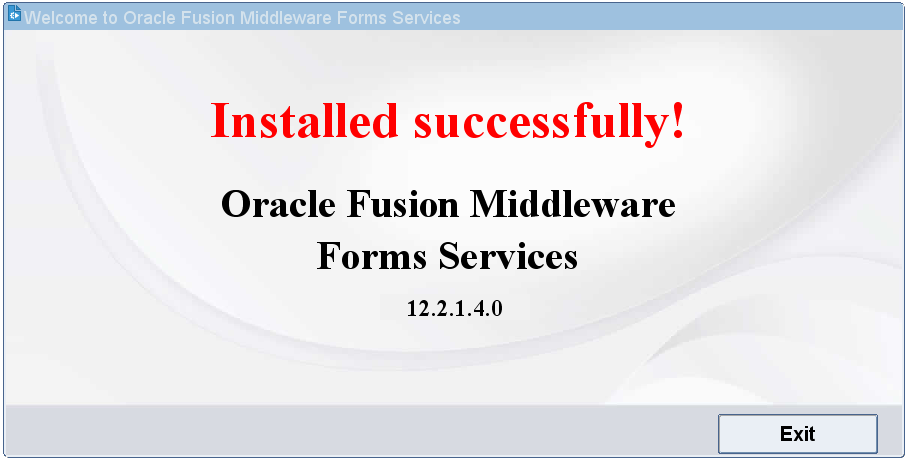 Welcome to Oracle Fusion Middleware Forms Services
Installed successfully!
Oracle Fusion Middleware
Forms Services
12.2.1.4.0
Exit